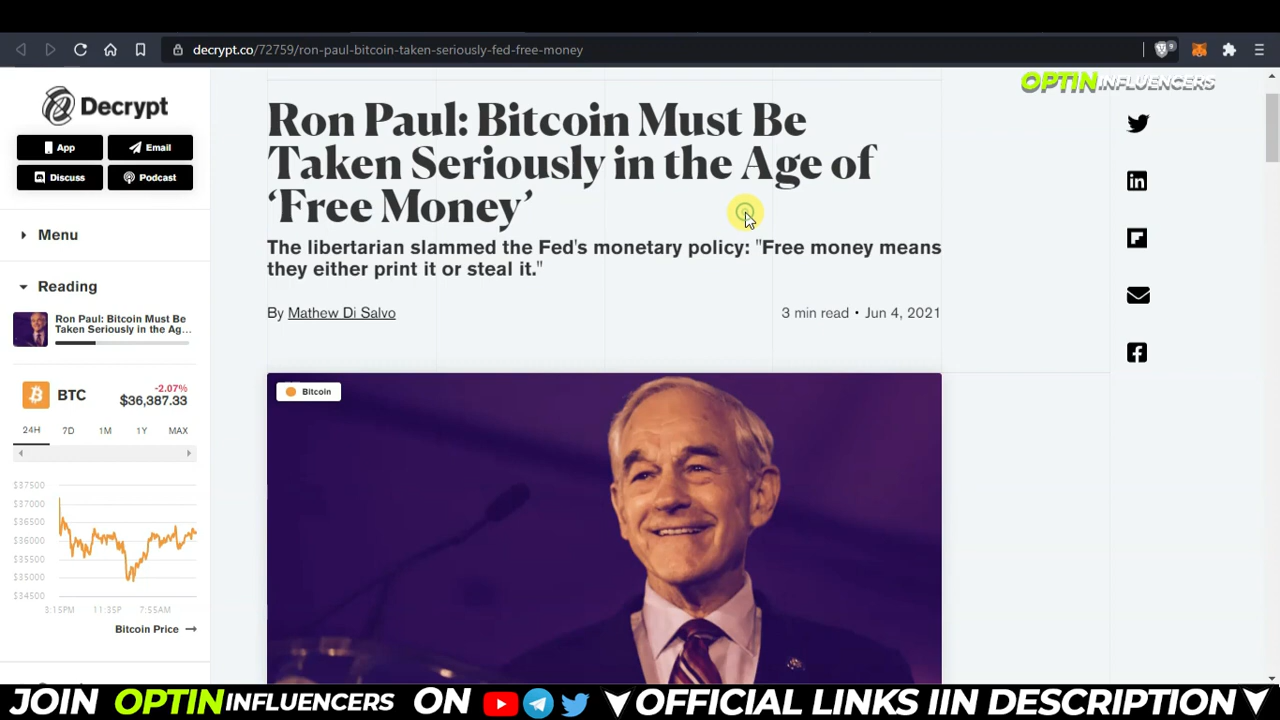 decrypt.co/72759/ron-paul-bitcoin-taken-seriously-fed-free-money
9
OPTIN.INFLUENCERS
Decrypt
App
Email
Discuss
Podcast
Menu
Reading
Ron Paul: Bitcoin Must Be
Taken Seriously in the Ag...
BTC
-2.07%
$36,387.33
24H 7D 1M 1Y MAX
$37500
$37000
$36500
$36000
$35500
$35000
$34500
3:15PM 11:35PM 7:55AM
Bitcoin Price →
Ron Paul: Bitcoin Must Be
Taken Seriously in the Age of
‘Free Money’
The libertarian slammed the Fed's monetary policy: "Free money means
they either print it or steal it."
By Mathew Di Salvo
3 min read • Jun 4, 2021
Bitcoin
JOIN OPTININFLUENCERS ON OFFICIAL LINKS IIN DESCRIPTION